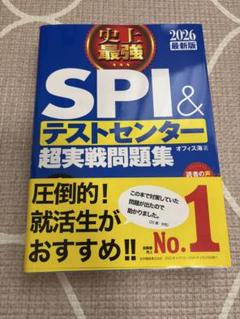 史上
最強
2026
最新版
SPI&
テストセンター
オフィス海 著
超実戦問題集
読者の声
圧倒的!
就活生が
おすすめ!!
この本で対策していた
問題が出たので
助かりました。
No.1